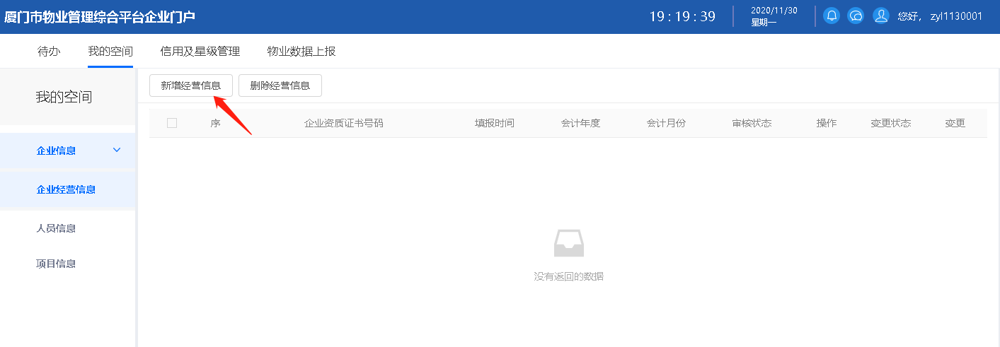 厦门市物业管理综合平台企业门户
19:19:39
2020/11/30
星期一
您好， zyl1130001
待办 我的空间 信用及星级管理 物业数据上报
我的空间
企业信息
企业经营信息
人员信息
项目信息
新增经营信息 删除经营信息
序 企业资质证书号码 填报时间 会计年度 会计月份 审核状态 操作 变更状态 变更
没有返回的数据